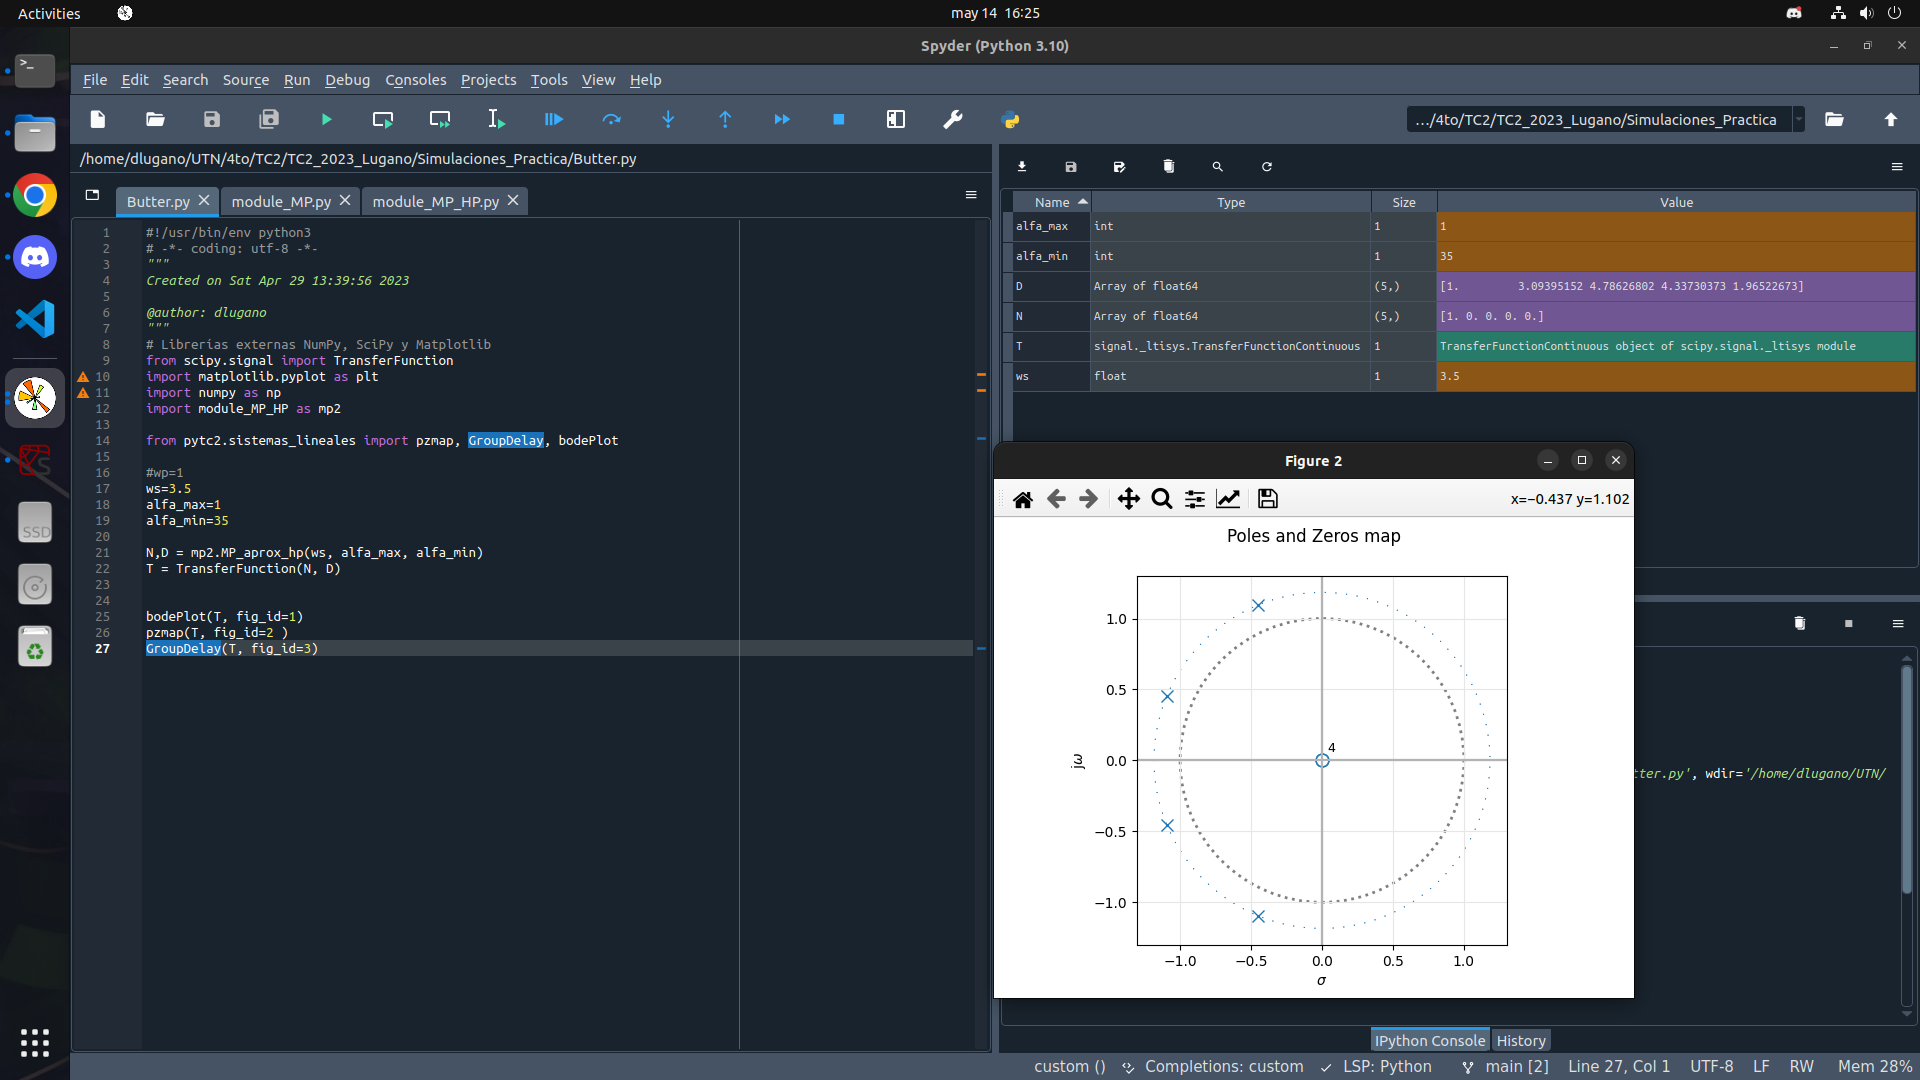 Activities
may 14 16:25
Spyder (Python 3.10)
File Edit Search Source Run Debug Consoles Projects Tools View Help
.../4to/TC2/TC2_2023_Lugano/Simulaciones_Practica
/home/dlugano/UTN/4to/TC2/TC2_2023_Lugano/Simulaciones_Practica/Butter.py
Butter.py module_MP.py module_MP_HP.py
1 #!/usr/bin/env python3
2 # -*- coding: utf-8 -*-
3 """
4 Created on Sat Apr 29 13:39:56 2023
5
6 @author: dlugano
7 """
8 # Librerías externas NumPy, SciPy y Matplotlib
9 from scipy.signal import TransferFunction
10 import matplotlib.pyplot as plt
11 import numpy as np
12 import module_MP_HP as mp2
13
14 from pytc2.sistemas_lineales import pzmap, GroupDelay, bodePlot
15
16 #wp=1
17 ws=3.5
18 alfa_max=1
19 alfa_min=35
20
21 N,D = mp2.MP_aprox_hp(ws, alfa_max, alfa_min)
22 T = TransferFunction(N, D)
23
24
25 bodePlot(T, fig_id=1)
26 pzmap(T, fig_id=2 )
27 GroupDelay(T, fig_id=3)
Name Type Size Value
alfa_max int 1 1
alfa_min int 1 35
D Array of float64 (5,) [1. 3.09395152 4.78626802 4.33730373 1.96522673]
N Array of float64 (5,) [1. 0. 0. 0. 0.]
T signal._ltisys.TransferFunctionContinuous 1 TransferFunctionContinuous object of scipy.signal._ltisys module
ws float 1 3.5
Figure 2
x=−0.437 y=1.102
Poles and Zeros map
1.0
0.5
4
0.0
jω
−0.5
−1.0
−1.0 −0.5 0.0 0.5 1.0
σ
tter.py', wdir='/home/dlugano/UTN/
IPython Console History
custom () Completions: custom LSP: Python main [2] Line 27, Col 1 UTF-8 LF RW Mem 28%
SSD